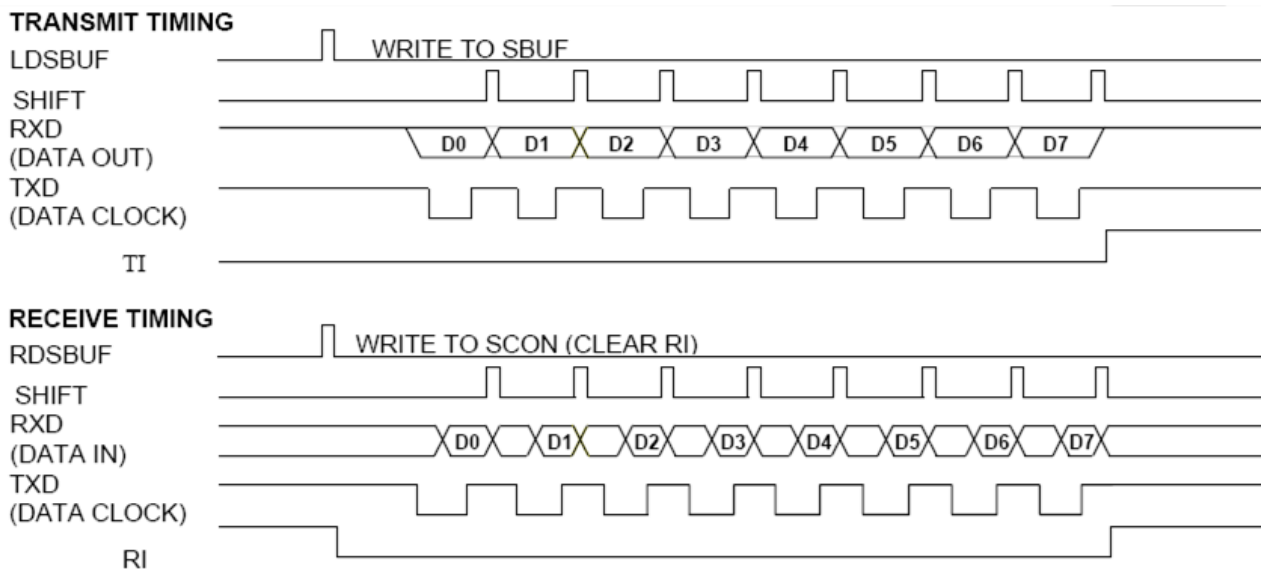 TRANSMIT TIMING
LDSBUF
WRITE TO SBUF
SHIFT
RXD
(DATA OUT)
D0 D1 D2 D3 D4 D5 D6 D7
TXD
(DATA CLOCK)
TI
RECEIVE TIMING
RDSBUF
WRITE TO SCON (CLEAR RI)
SHIFT
RXD
(DATA IN)
D0 D1 D2 D3 D4 D5 D6 D7
TXD
(DATA CLOCK)
RI